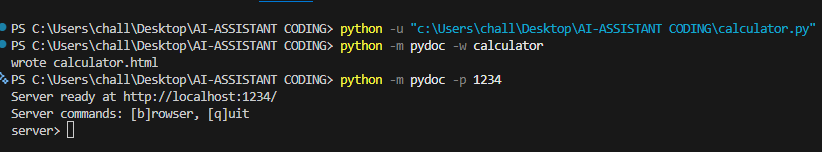 PS C:\Users\chall\Desktop\AI-ASSISTANT CODING> python -u "c:\Users\chall\Desktop\AI-ASSISTANT CODING\calculator.py"
PS C:\Users\chall\Desktop\AI-ASSISTANT CODING> python -m pydoc -w calculator
wrote calculator.html
PS C:\Users\chall\Desktop\AI-ASSISTANT CODING> python -m pydoc -p 1234
Server ready at http://localhost:1234/
Server commands: [b]rowser, [q]uit
server>